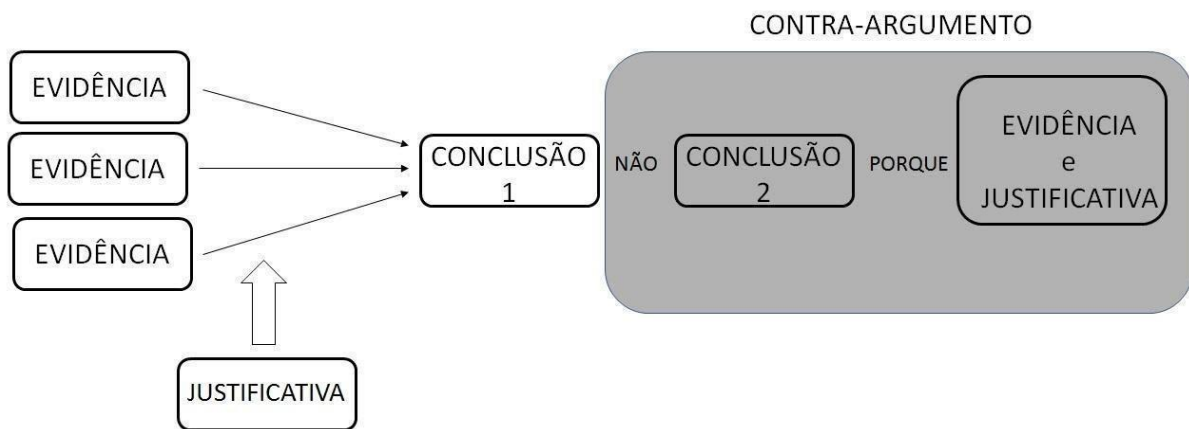 CONTRA-ARGUMENTO
EVIDÊNCIA
EVIDÊNCIA
EVIDÊNCIA
JUSTIFICATIVA
CONCLUSÃO
1
NÃO
CONCLUSÃO
2
PORQUE
EVIDÊNCIA
e
JUSTIFICATIVA